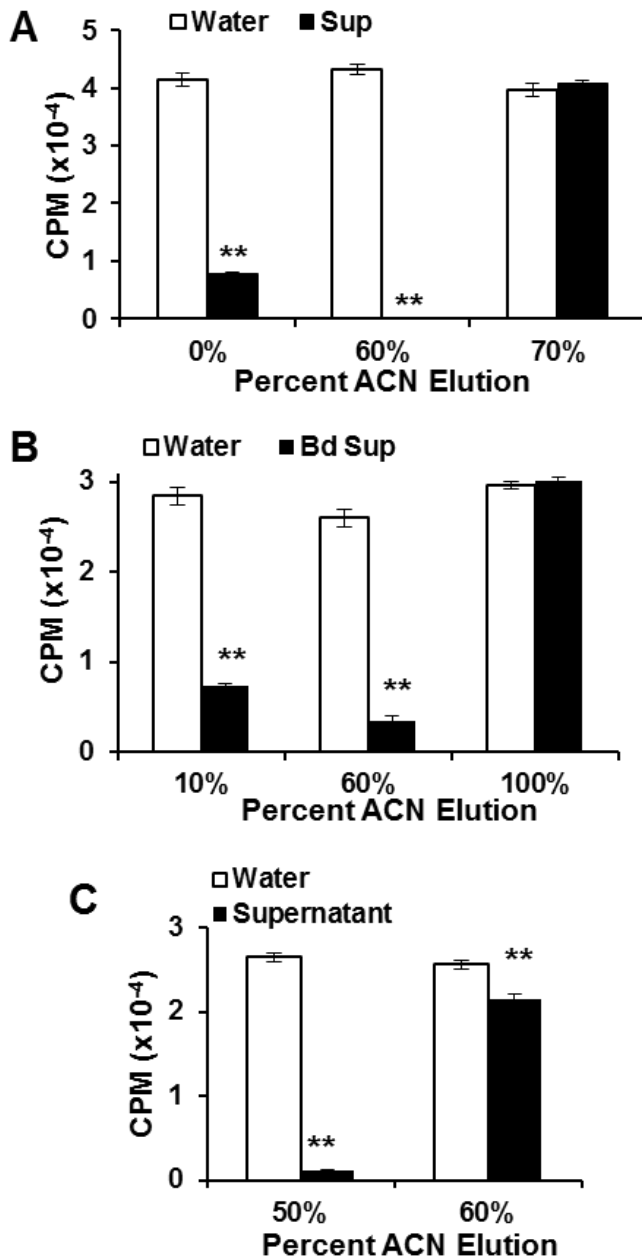 A
□ Water ■ Sup
CPM (x10⁻⁴)
5
4
3
2
1
0
**
**
0% 60% 70%
Percent ACN Elution
B
□ Water ■ Bd Sup
CPM (x10⁻⁴)
3
2
1
0
**
**
10% 60% 100%
Percent ACN Elution
C
□ Water
■ Supernatant
CPM (x10⁻⁴)
3
2
1
0
**
**
50% 60%
Percent ACN Elution